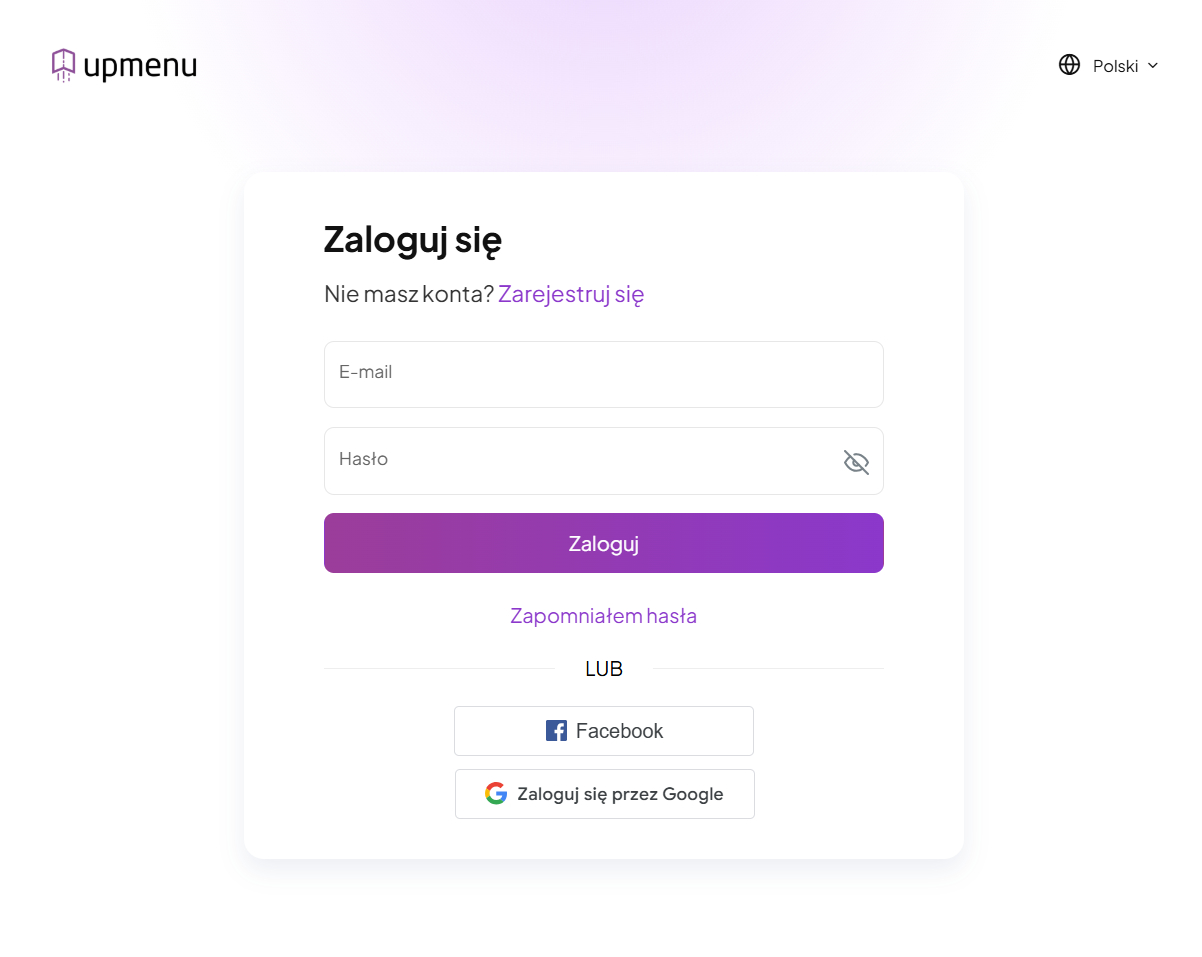 upmenu
Polski
Zaloguj się
Nie masz konta? Zarejestruj się
E-mail
Hasło
Zaloguj
Zapomniałem hasła
LUB
Facebook
Zaloguj się przez Google